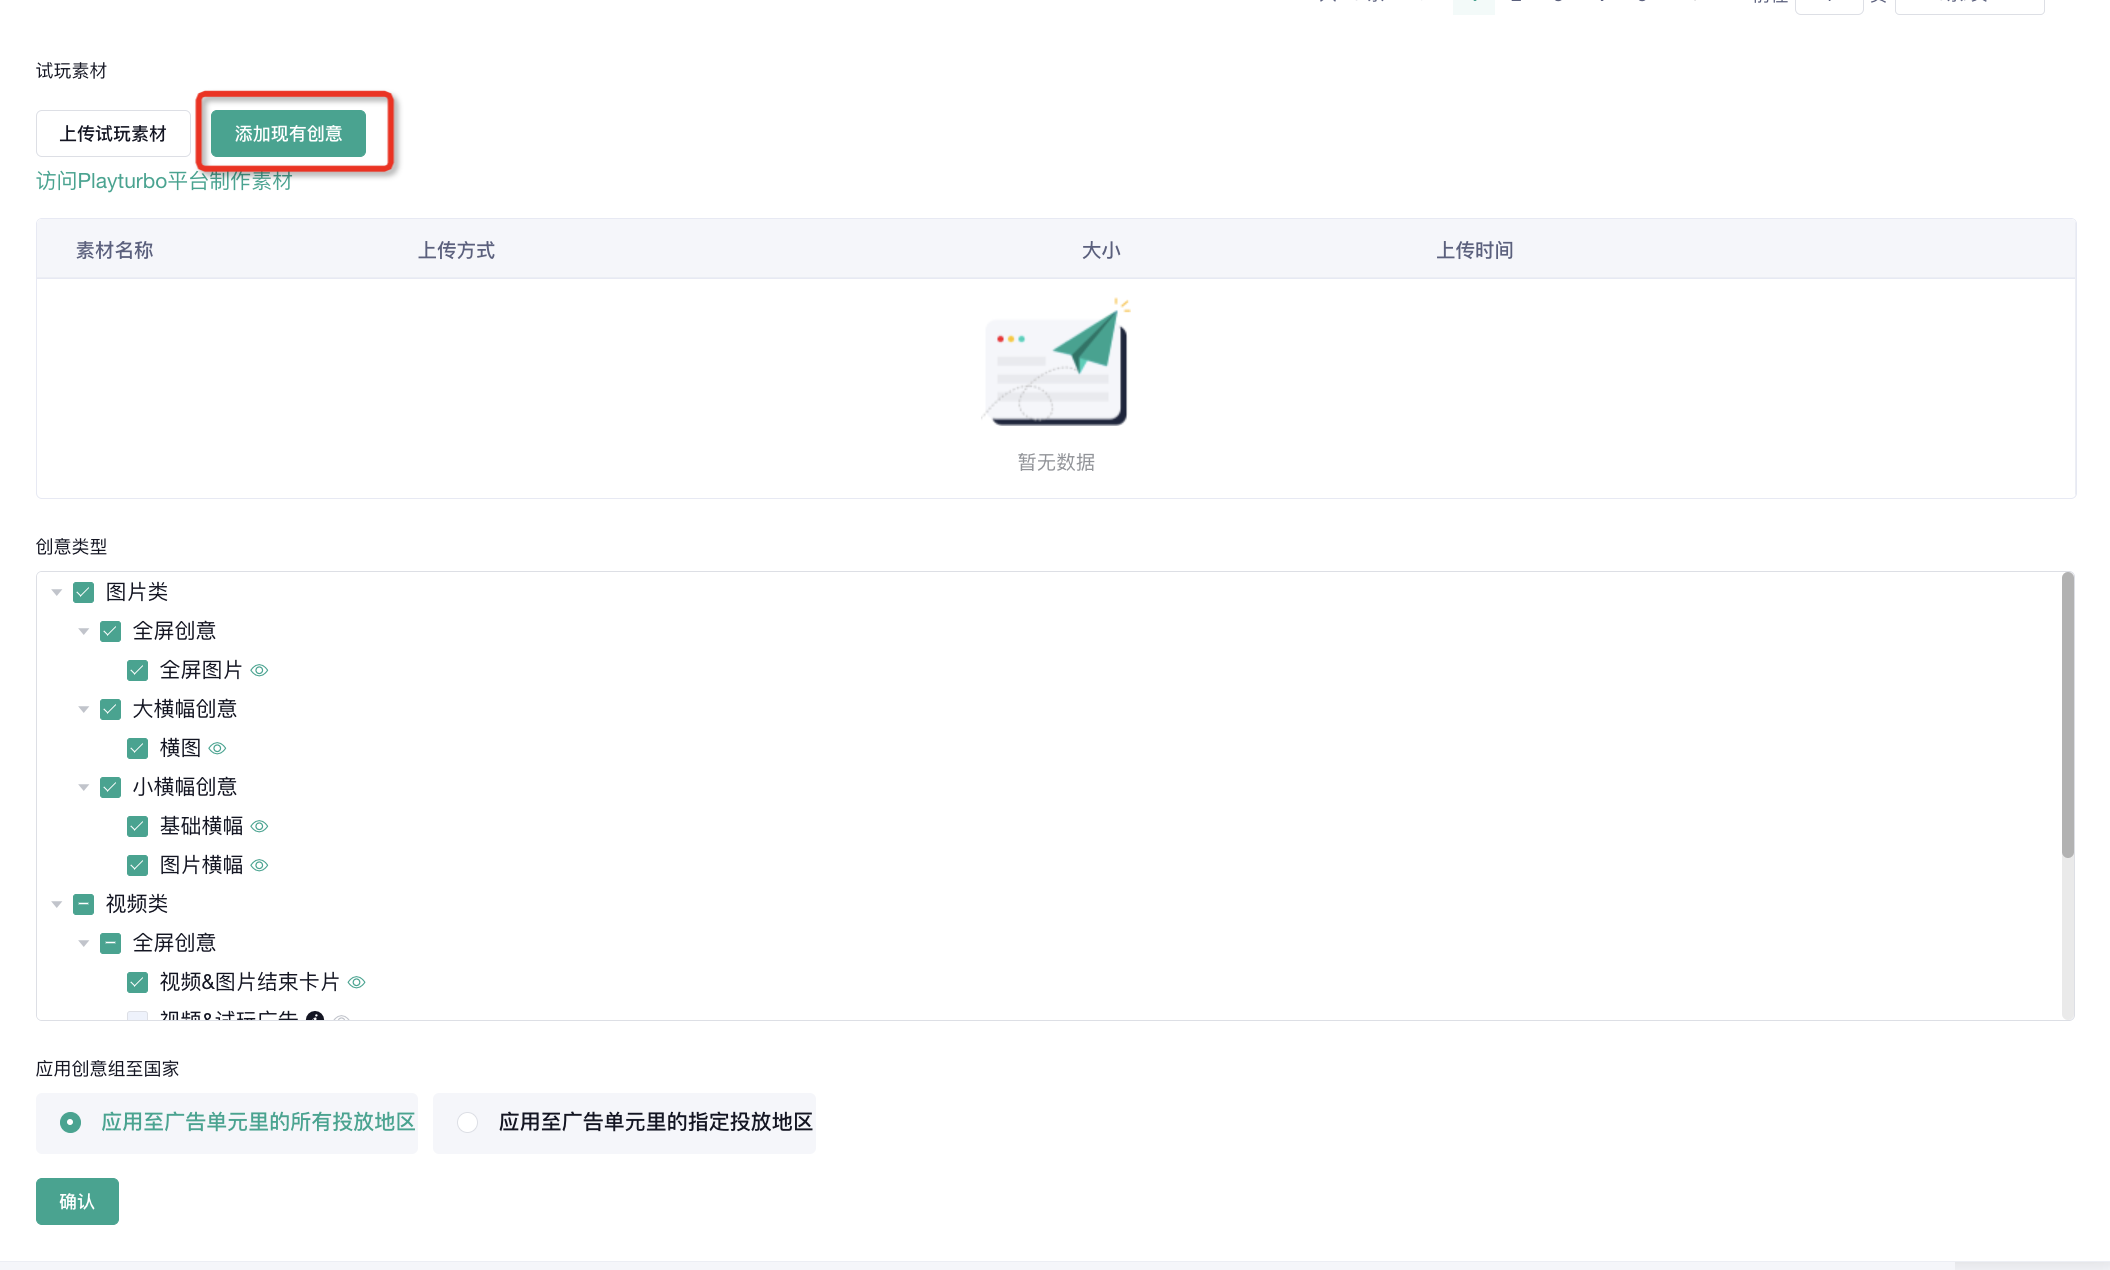 试玩素材
上传试玩素材
添加现有创意
访问Playturbo平台制作素材
素材名称 上传方式 大小 上传时间
暂无数据
创意类型
图片类
全屏创意
全屏图片
大横幅创意
横图
小横幅创意
基础横幅
图片横幅
视频类
全屏创意
视频&图片结束卡片
视频&试玩广告
应用创意组至国家
应用至广告单元里的所有投放地区 应用至广告单元里的指定投放地区
确认